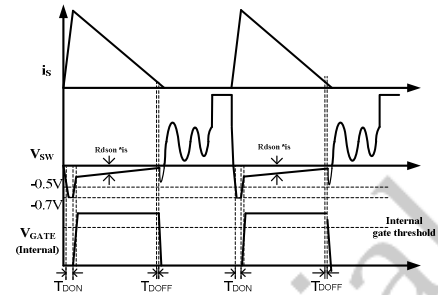 is
Rdson *is
Rdson *is
VSW
-0.5V
-0.7V
Internal
gate threshold
VGATE
(Internal)
TDON
TDOFF
TDON
TDOFF